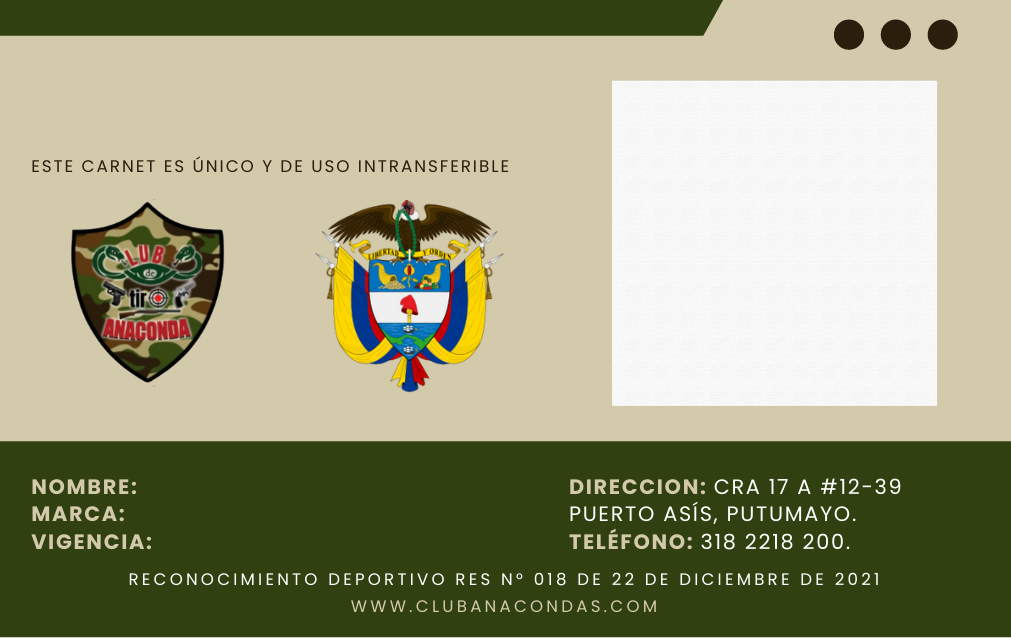 ESTE CARNET ES ÚNICO Y DE USO INTRANSFERIBLE
CLUB
de
tiro
ANACONDA
LIBERTAD Y ORDEN
NOMBRE:
MARCA:
VIGENCIA:
DIRECCION: CRA 17 A #12-39
PUERTO ASÍS, PUTUMAYO.
TELÉFONO: 318 2218 200.
RECONOCIMIENTO DEPORTIVO RES Nº 018 DE 22 DE DICIEMBRE DE 2021
WWW.CLUBANACONDAS.COM